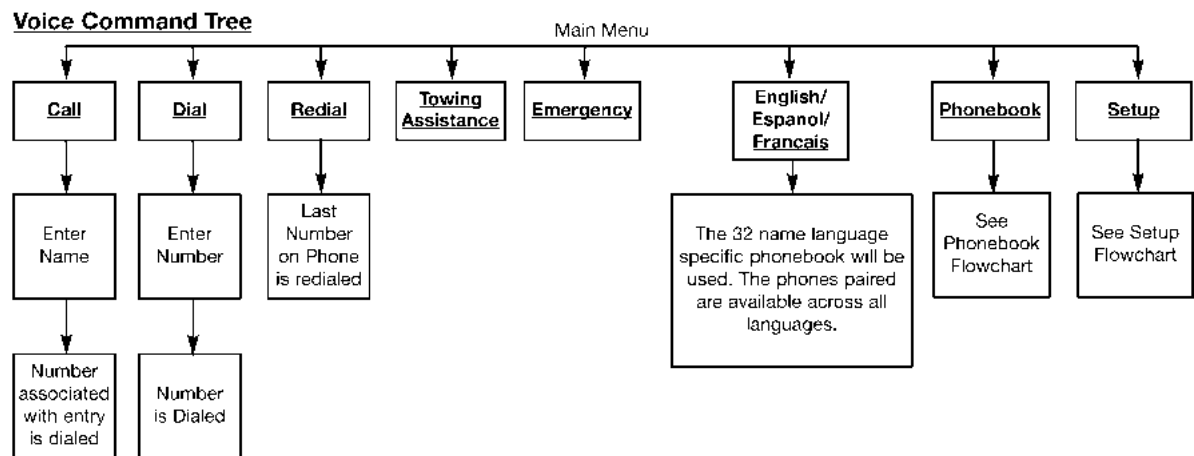 Voice Command Tree
Main Menu
Call
Dial
Redial
Towing
Assistance
Emergency
English/
Espanol/
Francais
Phonebook
Setup
Enter
Name
Enter
Number
Last
Number
on Phone
is redialed
The 32 name language
specific phonebook will be
used. The phones paired
are available across all
languages.
See
Phonebook
Flowchart
See Setup
Flowchart
Number
associated
with entry
is dialed
Number
is Dialed